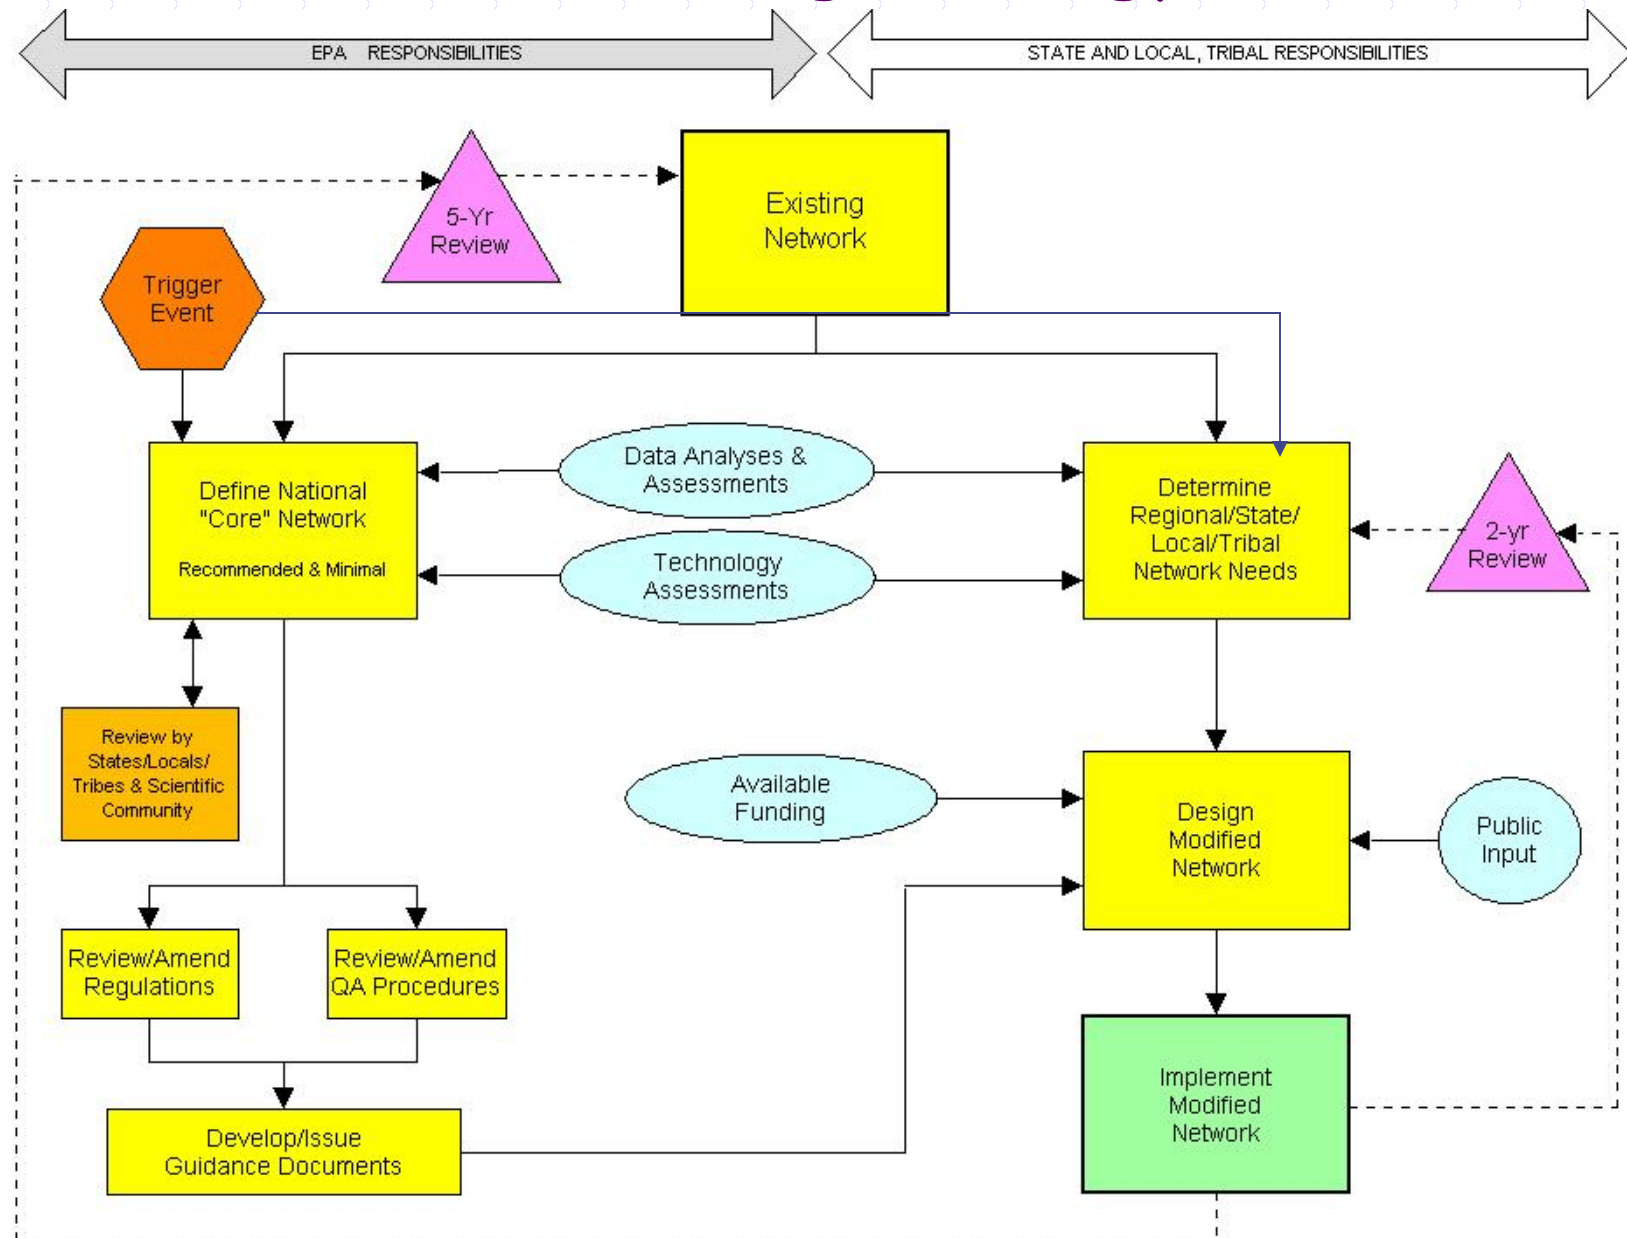 EPA RESPONSIBILITIES
STATE AND LOCAL, TRIBAL RESPONSIBILITIES
5-Yr
Review
Existing
Network
Trigger
Event
Data Analyses &
Assessments
Define National
"Core" Network
Recommended & Minimal
Technology
Assessments
Determine
Regional/State/
Local/Tribal
Network Needs
2-yr
Review
Review by
States/Locals/
Tribes & Scientific
Community
Available
Funding
Design
Modified
Network
Public
Input
Review/Amend
Regulations
Review/Amend
QA Procedures
Implement
Modified
Network
Develop/Issue
Guidance Documents